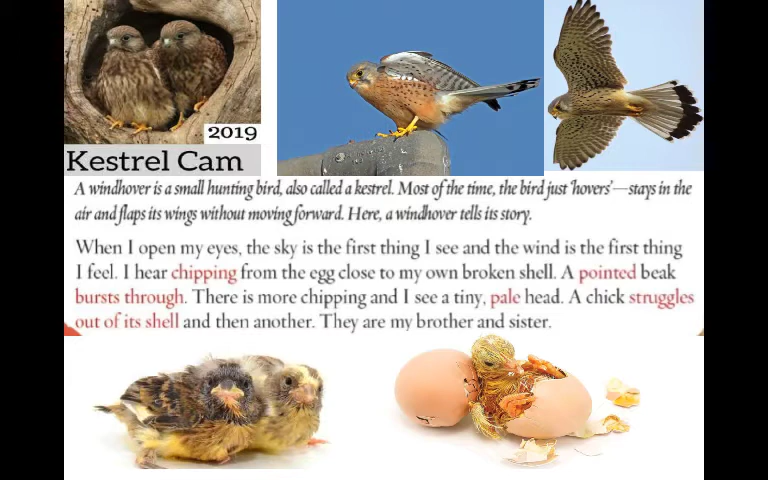 2019
Kestrel Cam
A windhover is a small hunting bird, also called a kestrel. Most of the time, the bird just 'hovers'—stays in the
air and flaps its wings without moving forward. Here, a windhover tells its story.
When I open my eyes, the sky is the first thing I see and the wind is the first thing
I feel. I hear chipping from the egg close to my own broken shell. A pointed beak
bursts through. There is more chipping and I see a tiny, pale head. A chick struggles
out of its shell and then another. They are my brother and sister.